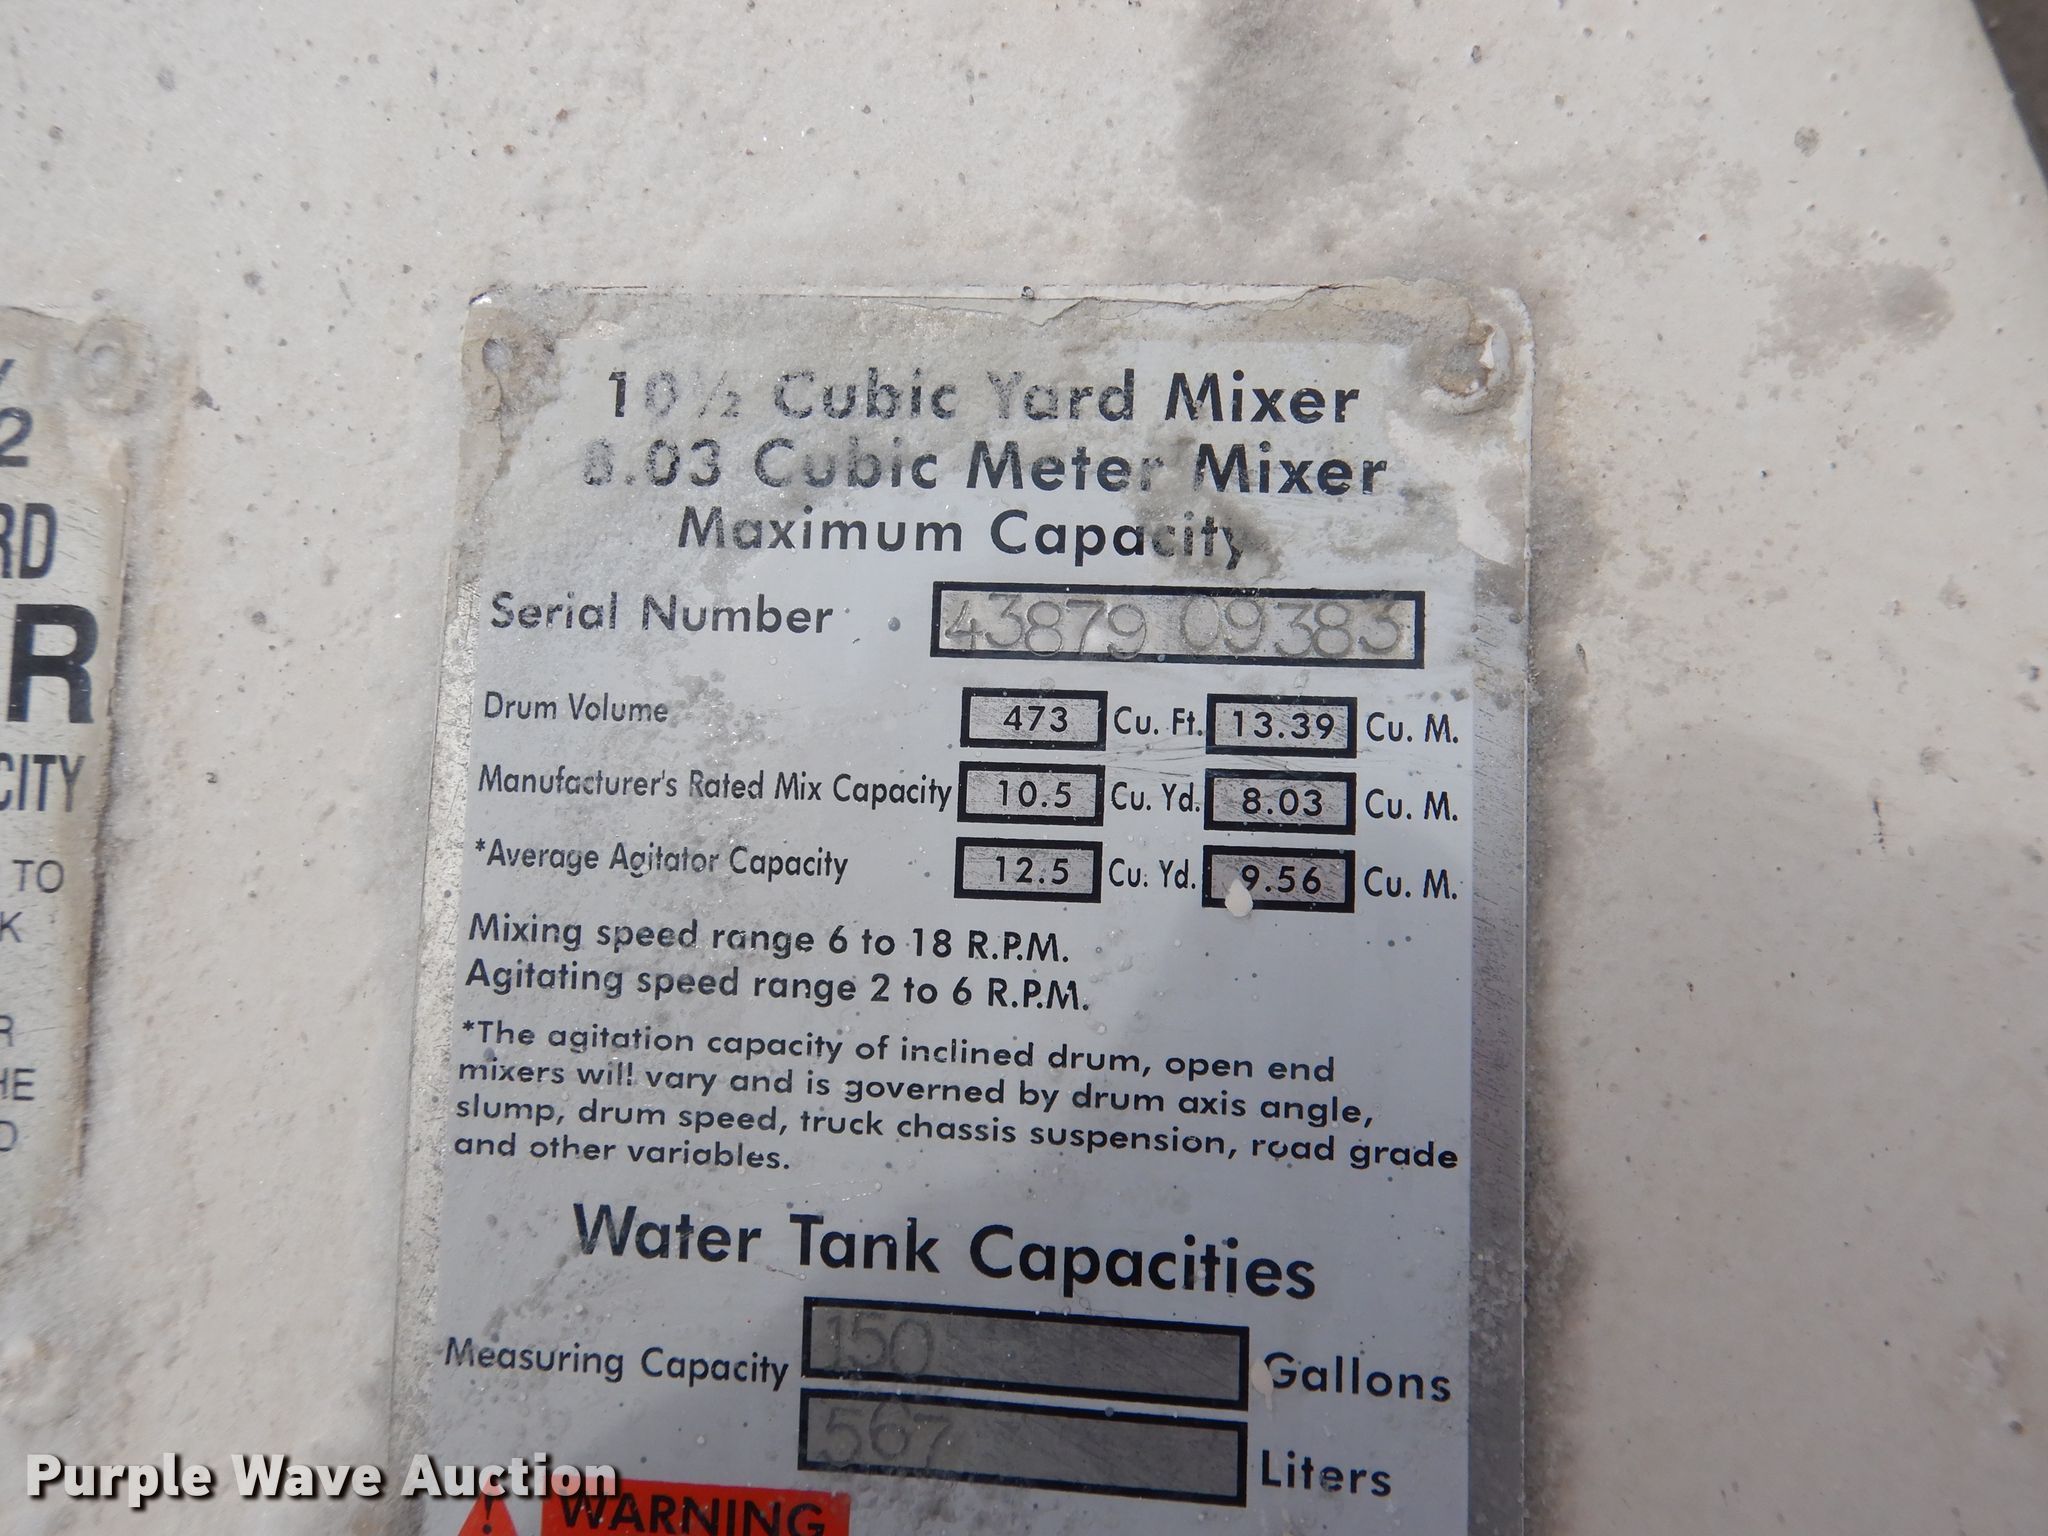 10½ Cubic Yard Mixer
8.03 Cubic Meter Mixer
Maximum Capacity
Serial Number 43879 09383
Drum Volume 473 Cu. Ft. 13.39 Cu. M.
Manufacturer's Rated Mix Capacity 10.5 Cu. Yd. 8.03 Cu. M.
*Average Agitator Capacity 12.5 Cu. Yd. 9.56 Cu. M.
Mixing speed range 6 to 18 R.P.M.
Agitating speed range 2 to 6 R.P.M.
*The agitation capacity of inclined drum, open end
mixers will vary and is governed by drum axis angle,
slump, drum speed, truck chassis suspension, road grade
and other variables.
Water Tank Capacities
Measuring Capacity 150 Gallons
567 Liters
WARNING
2
RD
R
CITY
TO
K
R
HE
D
Purple Wave Auction